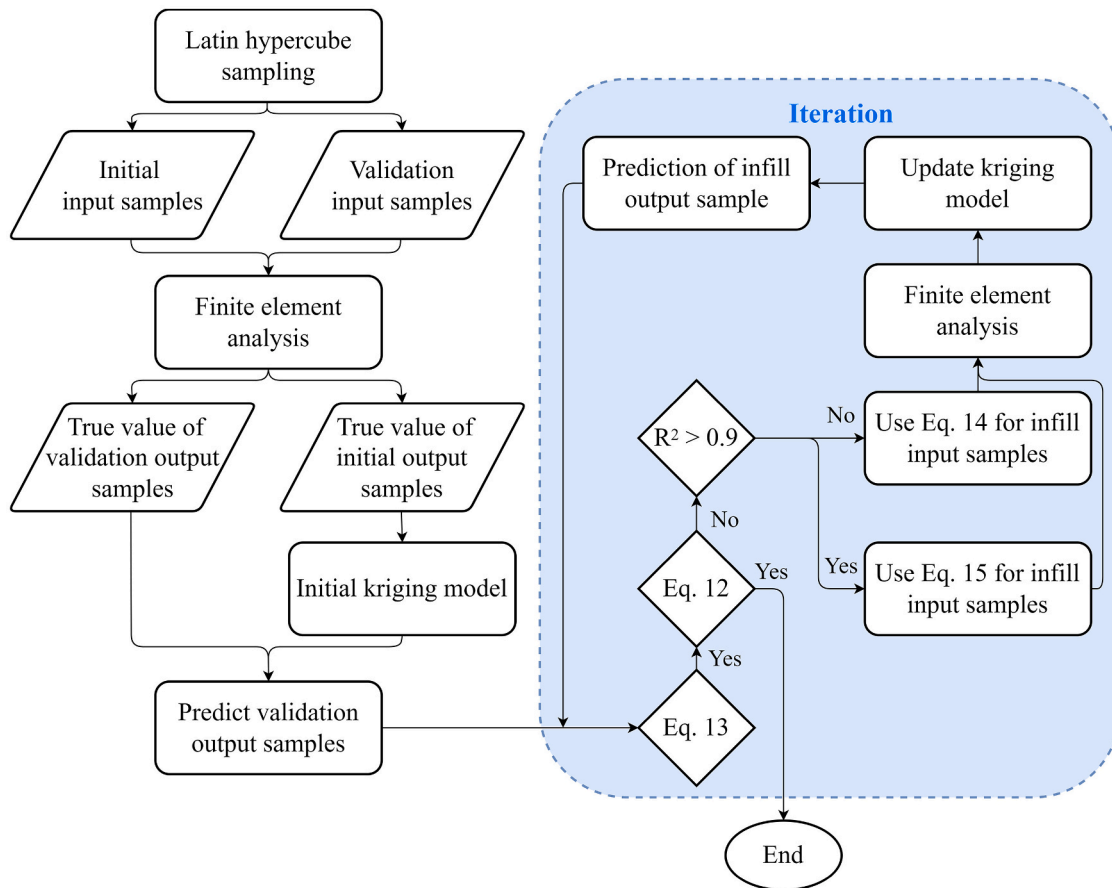 Latin hypercube
sampling
Initial
input samples
Validation
input samples
Finite element
analysis
True value of
validation output
samples
True value of
initial output
samples
Initial kriging model
Predict validation
output samples
Iteration
Prediction of infill
output sample
Update kriging
model
Finite element
analysis
R² > 0.9
No
Use Eq. 14 for infill
input samples
No
Yes
Use Eq. 15 for infill
input samples
Eq. 12
Yes
Yes
Eq. 13
End